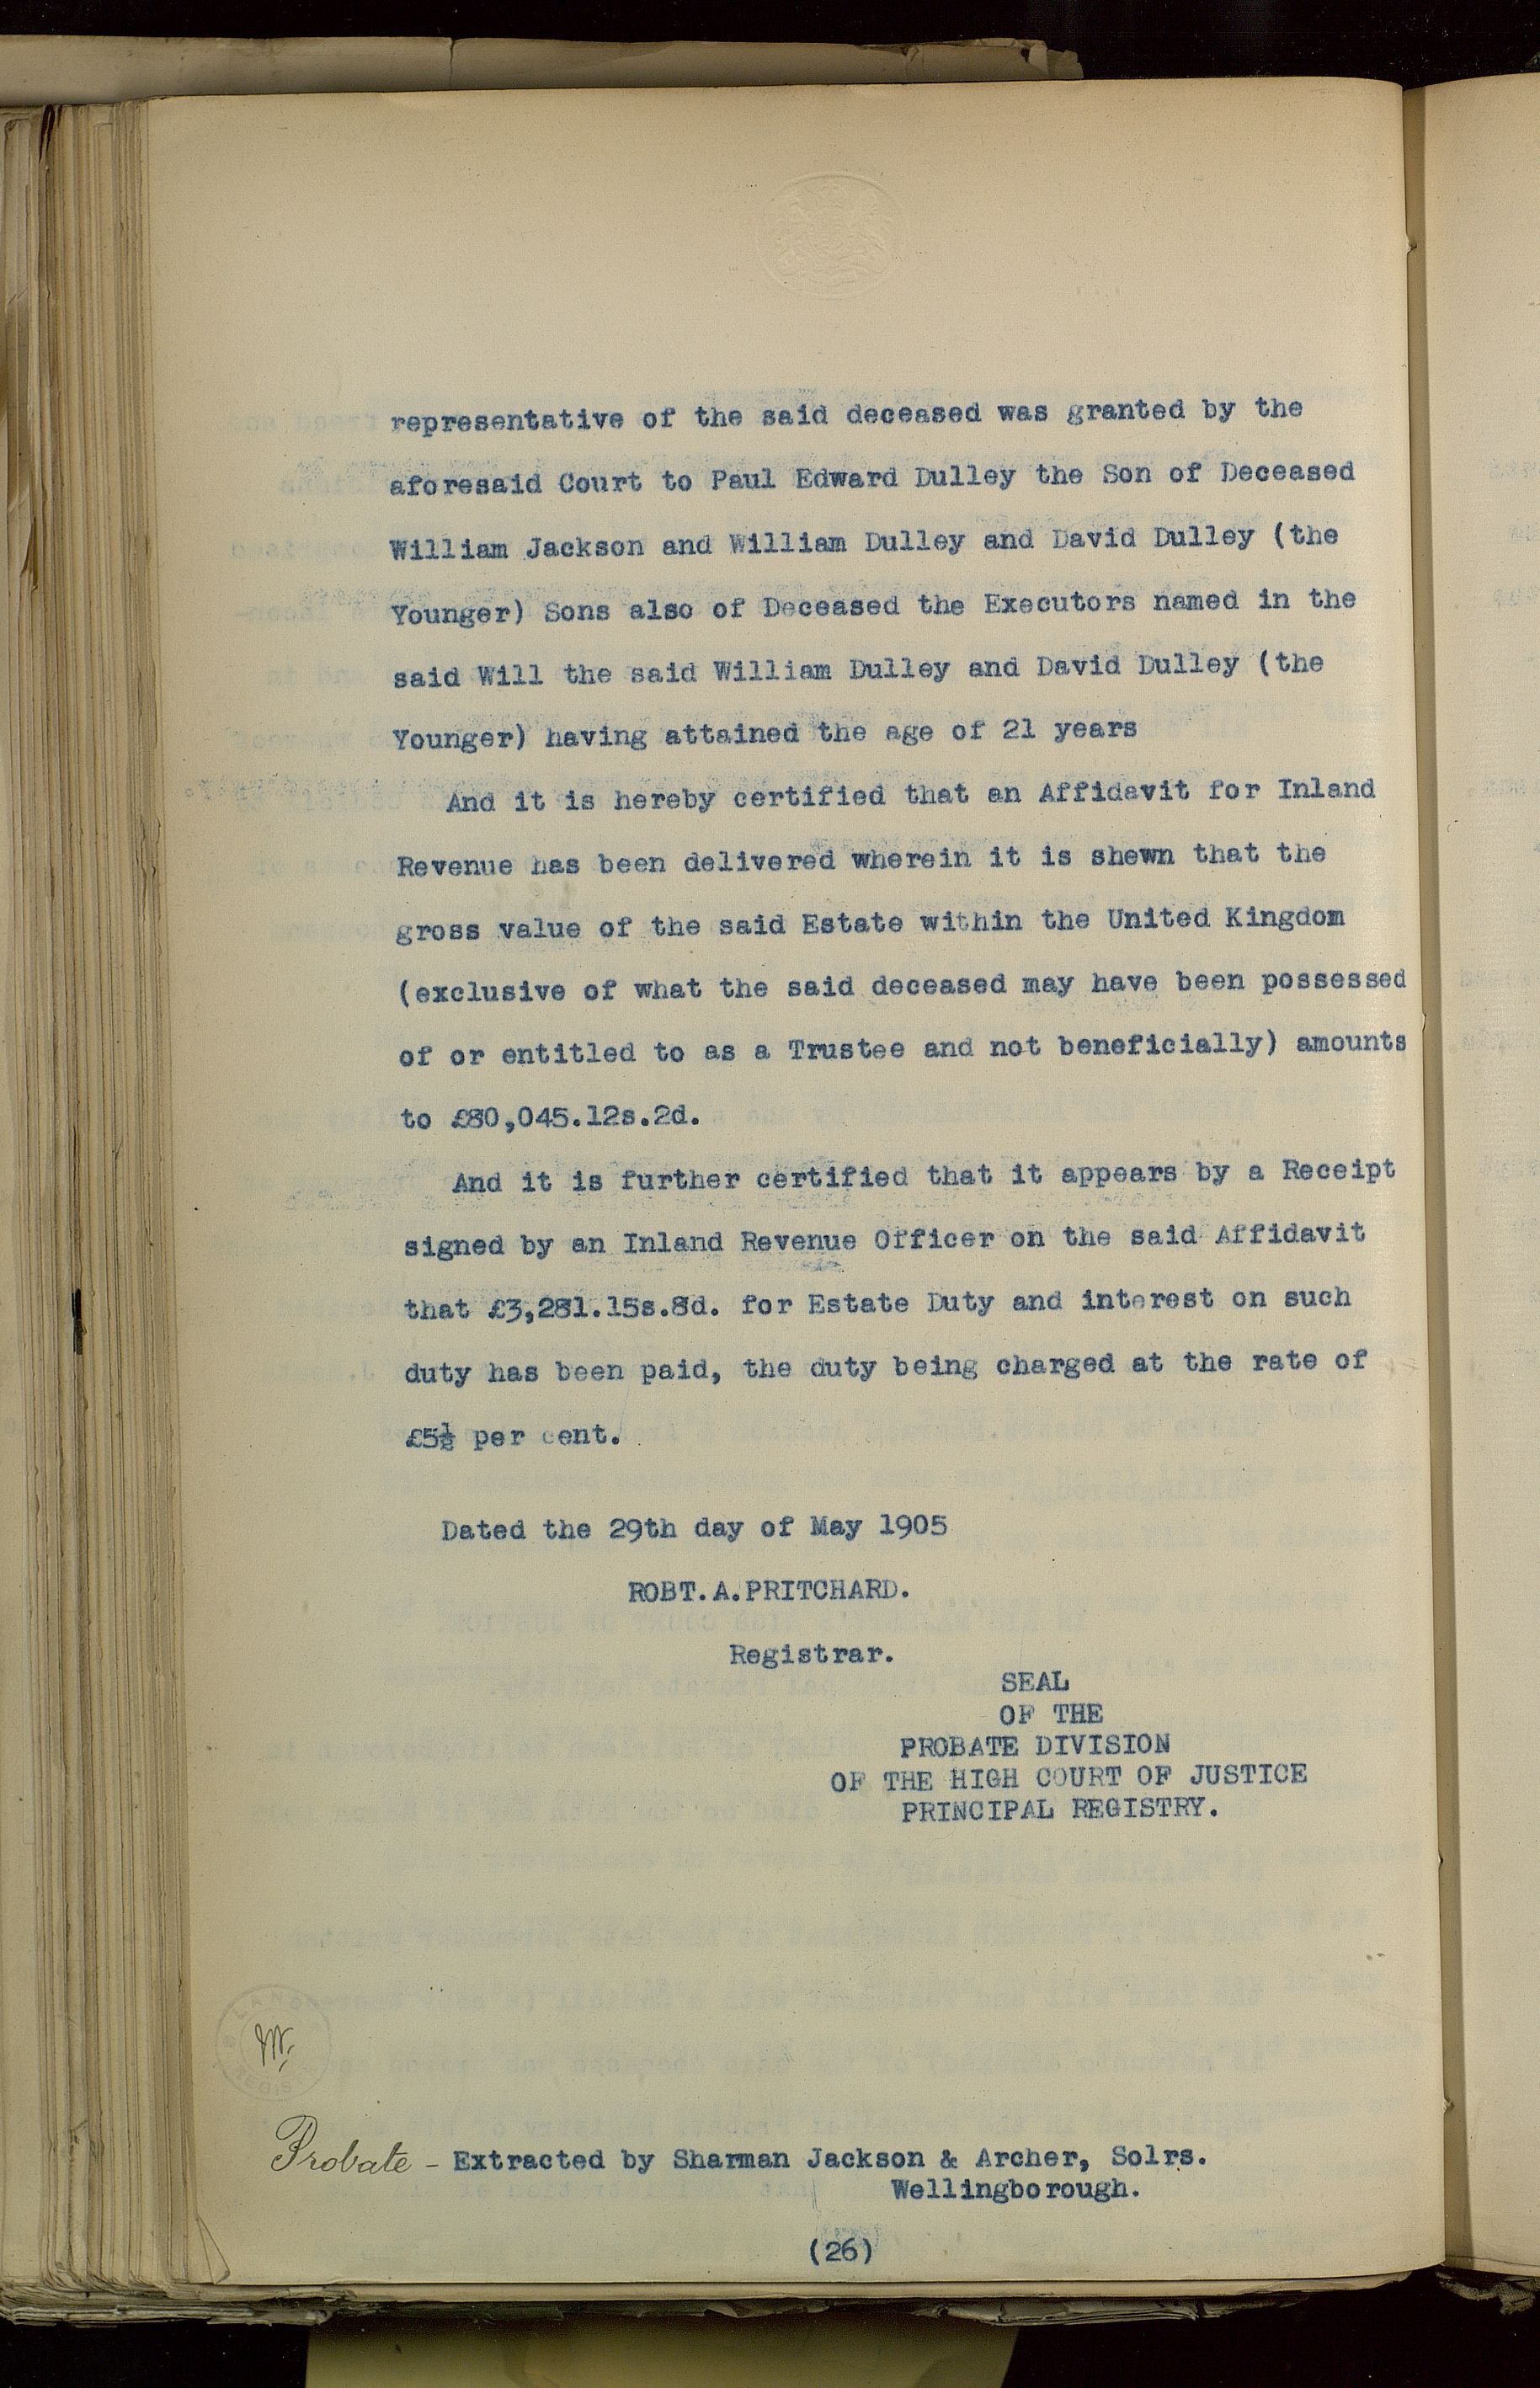 representative of the said deceased was granted by the
aforesaid Court to Paul Edward Dulley the Son of Deceased
William Jackson and William Dulley and David Dulley (the
Younger) Sons also of Deceased the Executors named in the
said Will the said William Dulley and David Dulley (the
Younger) having attained the age of 21 years
And it is hereby certified that an Affidavit for Inland
Revenue has been delivered wherein it is shewn that the
gross value of the said Estate within the United Kingdom
(exclusive of what the said deceased may have been possessed
of or entitled to as a Trustee and not beneficially) amounts
to £80,045.12s.2d.
And it is further certified that it appears by a Receipt
signed by an Inland Revenue Officer on the said Affidavit
that £3,281.15s.8d. for Estate Duty and interest on such
duty has been paid, the duty being charged at the rate of
£5½ per cent.
Dated the 29th day of May 1905
ROBT.A.PRITCHARD.
Registrar.
SEAL
OF THE
PROBATE DIVISION
OF THE HIGH COURT OF JUSTICE
PRINCIPAL REGISTRY.
Probate - Extracted by Sharman Jackson & Archer, Solrs.
Wellingborough.
(26)